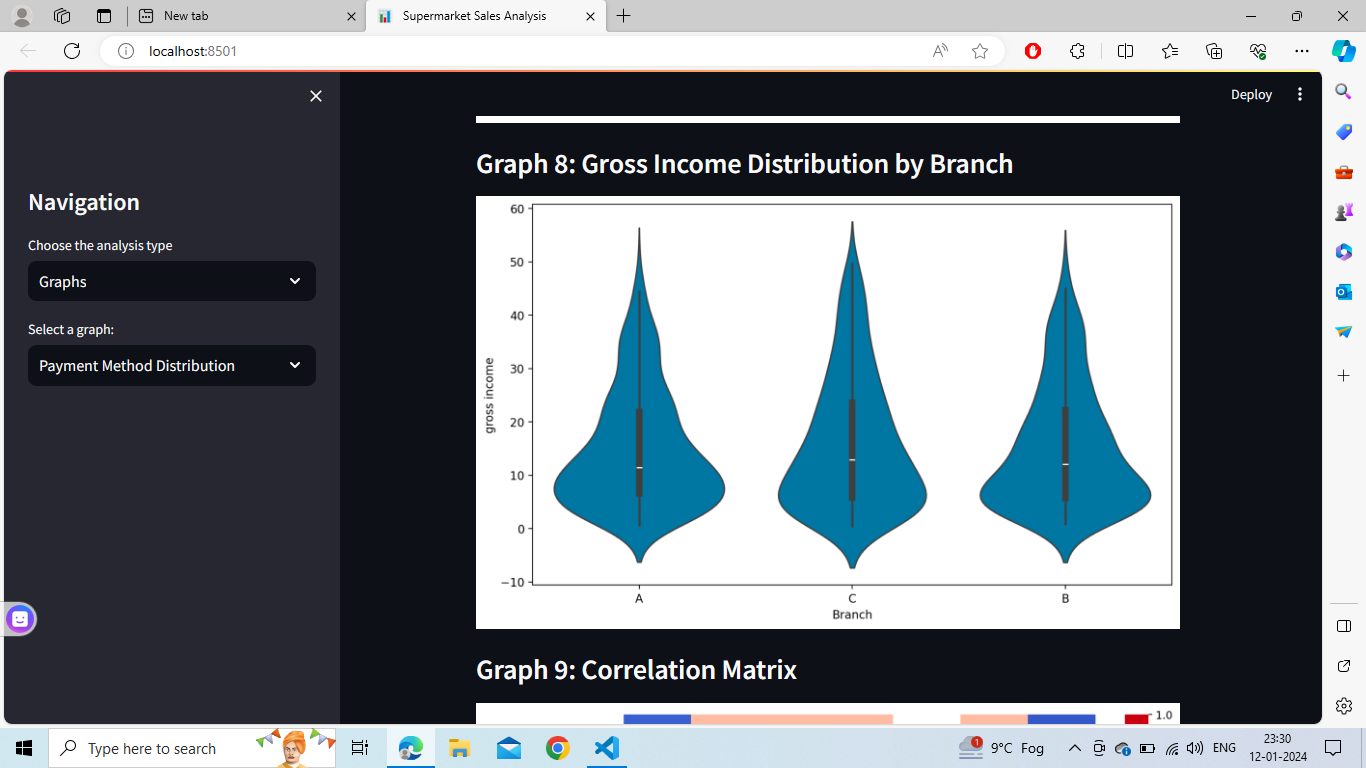 New tab
Supermarket Sales Analysis
localhost:8501
Deploy
Navigation
Choose the analysis type
Graphs
Select a graph:
Payment Method Distribution
Graph 8: Gross Income Distribution by Branch
60
50
40
30
20
10
0
−10
gross income
A
C
B
Branch
Graph 9: Correlation Matrix
1.0
Type here to search
1
9°C Fog
ENG
23:30
12-01-2024